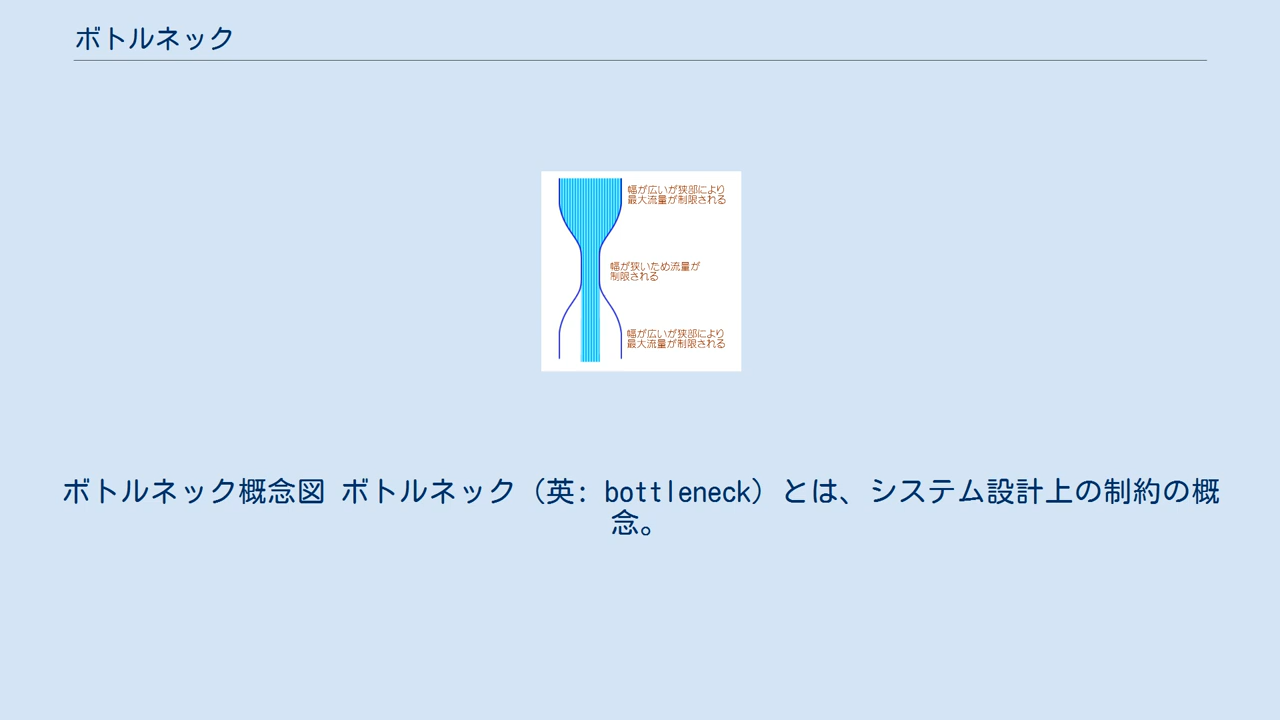 ボトルネック
幅が広いが狭部により
最大流量が制限される
幅が狭いため流量が
制限される
幅が広いが狭部により
最大流量が制限される
ボトルネック概念図 ボトルネック（英: bottleneck）とは、システム設計上の制約の概
念。